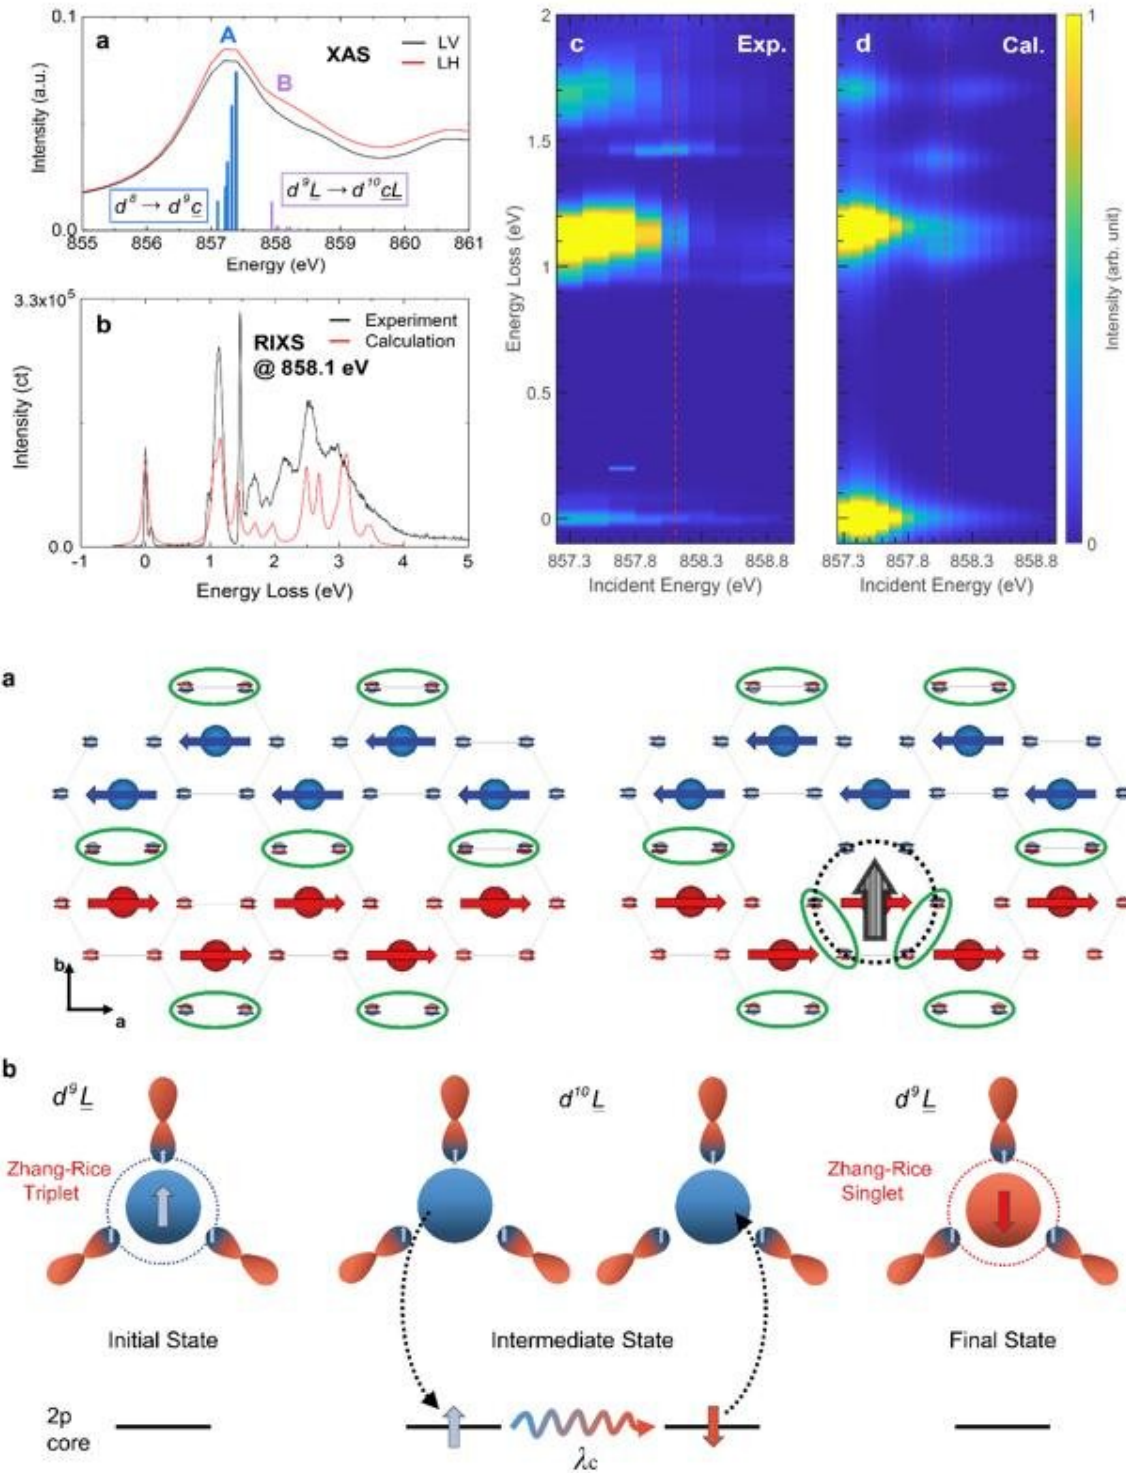 a
XAS
LV
LH
A
B
d⁸ → d⁹c̲
d⁹L̲ → d¹⁰c̲L̲
Intensity (a.u.)
0.1
0.0
855 856 857 858 859 860 861
Energy (eV)
b
3.3x10⁵
Experiment
Calculation
RIXS
@ 858.1 eV
Intensity (ct)
0.0
-1 0 1 2 3 4 5
Energy Loss (eV)
c
Exp.
2
1.5
1
0.5
0
Energy Loss (eV)
857.3 857.8 858.3 858.8
Incident Energy (eV)
d
Cal.
857.3 857.8 858.3 858.8
Incident Energy (eV)
1
0
Intensity (arb. unit)
a
b
a
b
d⁹L̲
d¹⁰L̲
d⁹L̲
Zhang-Rice
Triplet
Zhang-Rice
Singlet
Initial State
Intermediate State
Final State
2p
core
λc